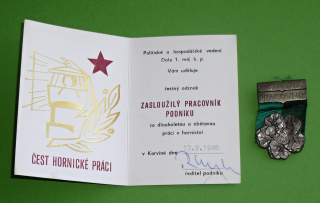 ČEST HORNICKÉ PRÁCI
Politické a hospodářské vedení
Dolu 1. máj k. p.
Vám uděluje
čestný odznak
ZASLOUŽILÝ PRACOVNÍK
PODNIKU
za dlouholetou a obětavou
práci v hornictví
v Karviné dne
ředitel podniku